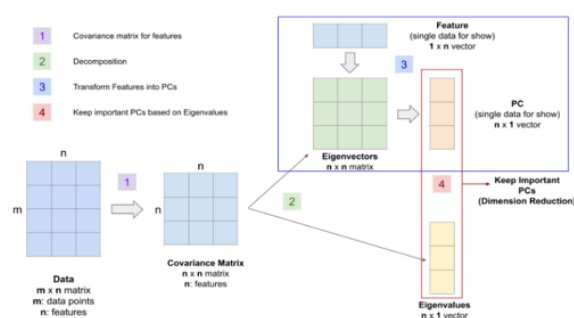 1 Covariance matrix for features
2 Decomposition
3 Transform Features into PCs
4 Keep important PCs based on Eigenvalues
Feature
(single data for show)
1 x n vector
3
Eigenvectors
n x n matrix
PC
(single data for show)
n x 1 vector
n
m
1
n
n
2
4
Keep Important
PCs
(Dimension Reduction)
Data
m x n matrix
m: data points
n: features
Covariance Matrix
n x n matrix
n: features
Eigenvalues
n x 1 vector